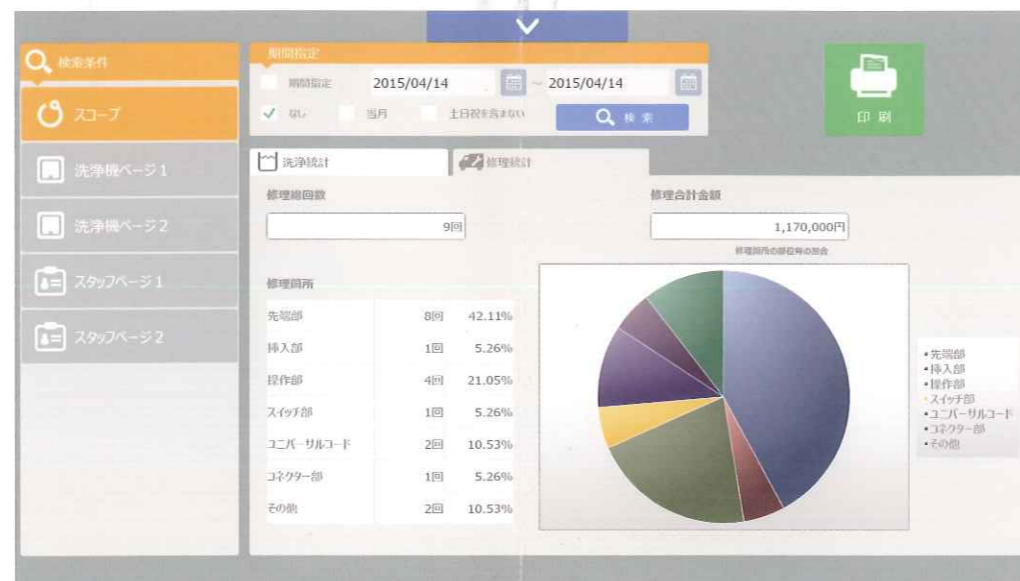 検索条件
スコープ
洗浄機ページ1
洗浄機ページ2
スタッフページ1
スタッフページ2
期間指定
期間指定 2015/04/14 ~ 2015/04/14
なし 当月 土日祝を含まない 検索
印刷
洗浄統計 修理統計
修理総回数 修理合計金額
9回 1,170,000円
修理箇所の部位毎の割合
修理箇所
先端部 8回 42.11%
挿入部 1回 5.26%
操作部 4回 21.05%
スイッチ部 1回 5.26%
ユニバーサルコード 2回 10.53%
コネクター部 1回 5.26%
その他 2回 10.53%
▪先端部
▪挿入部
▪操作部
▪スイッチ部
▪ユニバーサルコード
▪コネクター部
▪その他